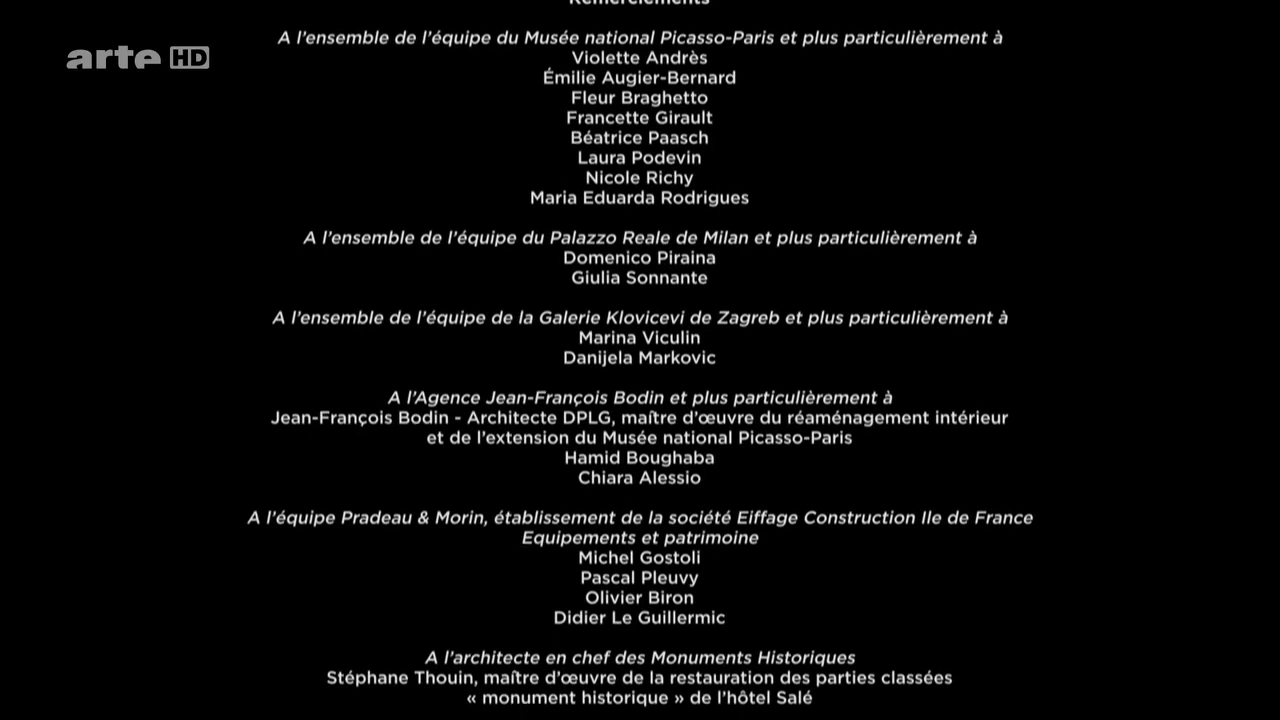 Remerciements
arte HD
A l'ensemble de l'équipe du Musée national Picasso-Paris et plus particulièrement à
Violette Andrès
Émilie Augier-Bernard
Fleur Braghetto
Francette Girault
Béatrice Paasch
Laura Podevin
Nicole Richy
Maria Eduarda Rodrigues
A l'ensemble de l'équipe du Palazzo Reale de Milan et plus particulièrement à
Domenico Piraina
Giulia Sonnante
A l'ensemble de l'équipe de la Galerie Klovicevi de Zagreb et plus particulièrement à
Marina Viculin
Danijela Markovic
A l'Agence Jean-François Bodin et plus particulièrement à
Jean-François Bodin - Architecte DPLG, maître d'œuvre du réaménagement intérieur
et de l'extension du Musée national Picasso-Paris
Hamid Boughaba
Chiara Alessio
A l'équipe Pradeau & Morin, établissement de la société Eiffage Construction Ile de France
Equipements et patrimoine
Michel Gostoli
Pascal Pleuvy
Olivier Biron
Didier Le Guillermic
A l'architecte en chef des Monuments Historiques
Stéphane Thouin, maître d'œuvre de la restauration des parties classées
« monument historique » de l'hôtel Salé